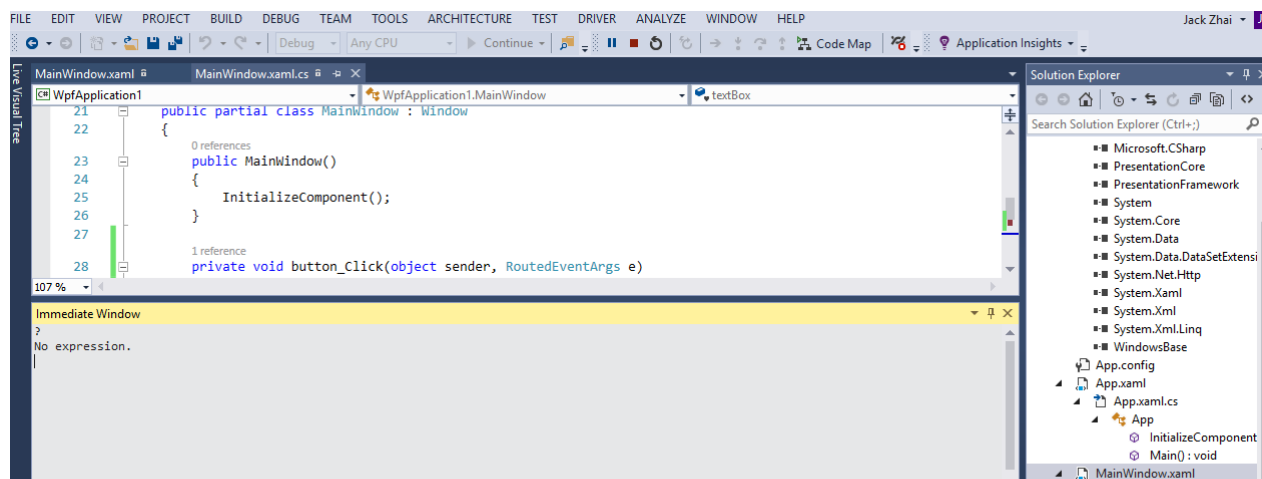 FILE EDIT VIEW PROJECT BUILD DEBUG TEAM TOOLS ARCHITECTURE TEST DRIVER ANALYZE WINDOW HELP Jack Zhai
Debug Any CPU Continue Code Map Application Insights
Live Visual Tree
MainWindow.xaml MainWindow.xaml.cs
WpfApplication1 WpfApplication1.MainWindow textBox
21 public partial class MainWindow : Window
22 {
0 references
23 public MainWindow()
24 {
25 InitializeComponent();
26 }
27
1 reference
28 private void button_Click(object sender, RoutedEventArgs e)
107 %
Immediate Window
?
No expression.
Solution Explorer
Search Solution Explorer (Ctrl+;)
Microsoft.CSharp
PresentationCore
PresentationFramework
System
System.Core
System.Data
System.Data.DataSetExtensi
System.Net.Http
System.Xaml
System.Xml
System.Xml.Linq
WindowsBase
App.config
App.xaml
App.xaml.cs
App
InitializeComponent
Main() : void
MainWindow.xaml